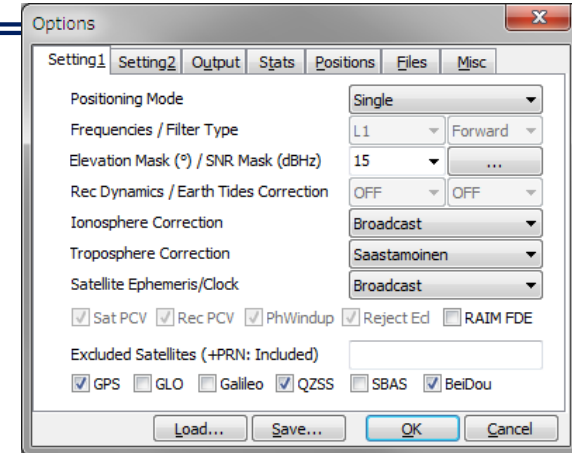 Options
Setting1 Setting2 Output Stats Positions Files Misc
Positioning Mode Single
Frequencies / Filter Type L1 Forward
Elevation Mask (°) / SNR Mask (dBHz) 15 ...
Rec Dynamics / Earth Tides Correction OFF OFF
Ionosphere Correction Broadcast
Troposphere Correction Saastamoinen
Satellite Ephemeris/Clock Broadcast
Sat PCV Rec PCV PhWindup Reject Ecl RAIM FDE
Excluded Satellites (+PRN: Included)
GPS GLO Galileo QZSS SBAS BeiDou
Load... Save... OK Cancel